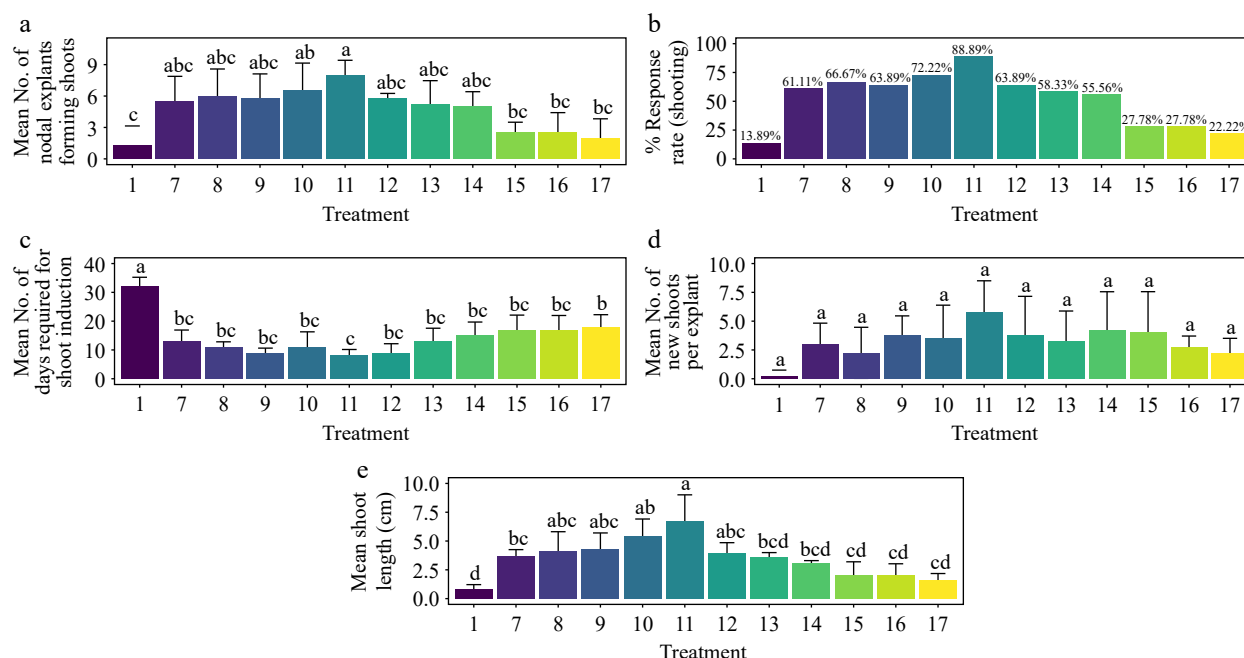 a
Mean No. of
nodal explants
forming shoots
9
6
3
0
c abc abc abc ab a abc abc abc bc bc bc
1 7 8 9 10 11 12 13 14 15 16 17
Treatment
b
% Response
rate (shooting)
100
75
50
25
0
13.89% 61.11% 66.67% 63.89% 72.22% 88.89% 63.89% 58.33% 55.56% 27.78% 27.78% 22.22%
1 7 8 9 10 11 12 13 14 15 16 17
Treatment
c
Mean No. of
days required for
shoot induction
40
30
20
10
0
a bc bc bc bc c bc bc bc bc bc b
1 7 8 9 10 11 12 13 14 15 16 17
Treatment
d
Mean No. of
new shoots
per explant
10.0
7.5
5.0
2.5
0.0
a a a a a a a a a a a a
1 7 8 9 10 11 12 13 14 15 16 17
Treatment
e
Mean shoot
length (cm)
10.0
7.5
5.0
2.5
0.0
d bc abc abc ab a abc bcd bcd cd cd cd
1 7 8 9 10 11 12 13 14 15 16 17
Treatment